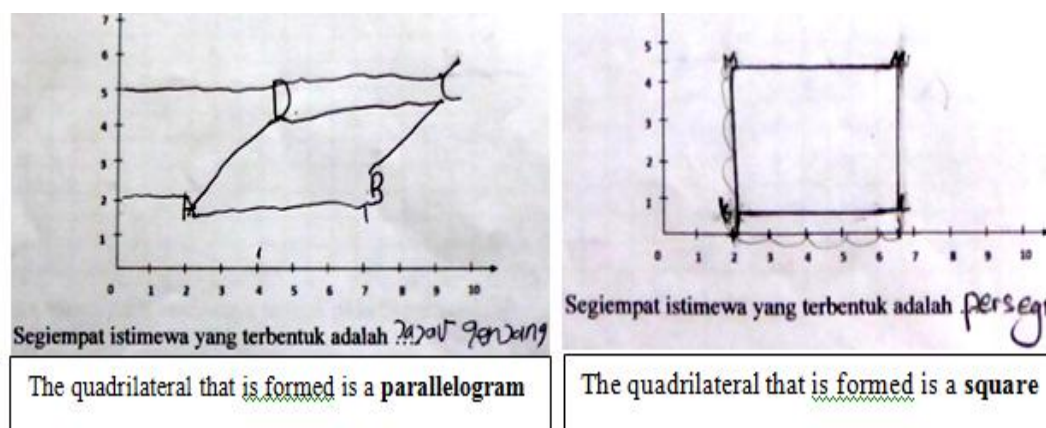 7
6
5
4
3
2
1
0 1 2 3 4 5 6 7 8 9 10
A
B
D
C
Segiempat istimewa yang terbentuk adalah
The quadrilateral that is formed is a parallelogram
5
4
3
2
1
0 1 2 3 4 5 6 7 8 9 10
M
K
Segiempat istimewa yang terbentuk adalah persegi
The quadrilateral that is formed is a square